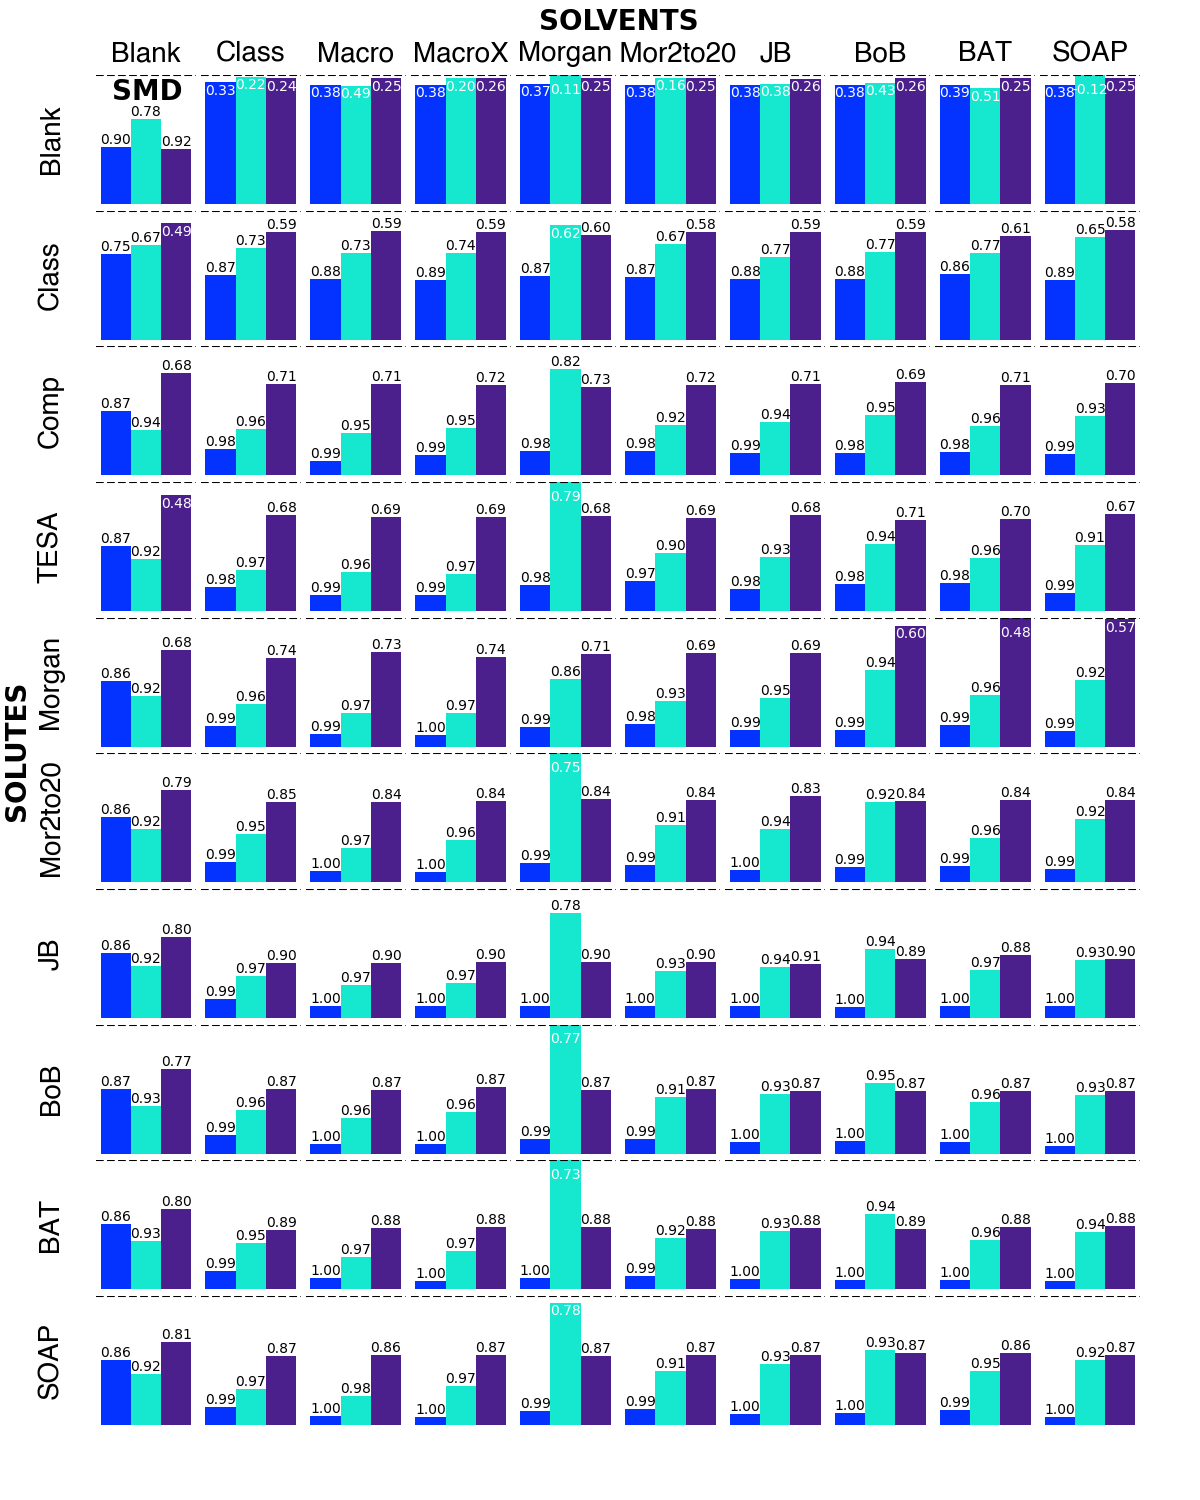 SOLVENTS
Blank Class Macro MacroX Morgan Mor2to20 JB BoB BAT SOAP
SMD
SOLUTES
Blank
0.90 0.78 0.92 0.33 0.22 0.24 0.38 0.49 0.25 0.38 0.20 0.26 0.37 0.11 0.25 0.38 0.16 0.25 0.38 0.38 0.26 0.38 0.43 0.26 0.39 0.51 0.25 0.38 -0.12 0.25
Class
0.75 0.67 0.49 0.87 0.73 0.59 0.88 0.73 0.59 0.89 0.74 0.59 0.87 0.62 0.60 0.87 0.67 0.58 0.88 0.77 0.59 0.88 0.77 0.59 0.86 0.77 0.61 0.89 0.65 0.58
Comp
0.87 0.94 0.68 0.98 0.96 0.71 0.99 0.95 0.71 0.99 0.95 0.72 0.98 0.82 0.73 0.98 0.92 0.72 0.99 0.94 0.71 0.98 0.95 0.69 0.98 0.96 0.71 0.99 0.93 0.70
TESA
0.87 0.92 0.48 0.98 0.97 0.68 0.99 0.96 0.69 0.99 0.97 0.69 0.98 0.79 0.68 0.97 0.90 0.69 0.98 0.93 0.68 0.98 0.94 0.71 0.98 0.96 0.70 0.99 0.91 0.67
Morgan
0.86 0.92 0.68 0.99 0.96 0.74 0.99 0.97 0.73 1.00 0.97 0.74 0.99 0.86 0.71 0.98 0.93 0.69 0.99 0.95 0.69 0.99 0.94 0.60 0.99 0.96 0.48 0.99 0.92 0.57
Mor2to20
0.86 0.92 0.79 0.99 0.95 0.85 1.00 0.97 0.84 1.00 0.96 0.84 0.99 0.75 0.84 0.99 0.91 0.84 1.00 0.94 0.83 0.99 0.92 0.84 0.99 0.96 0.84 0.99 0.92 0.84
JB
0.86 0.92 0.80 0.99 0.97 0.90 1.00 0.97 0.90 1.00 0.97 0.90 1.00 0.78 0.90 1.00 0.93 0.90 1.00 0.94 0.91 1.00 0.94 0.89 1.00 0.97 0.88 1.00 0.93 0.90
BoB
0.87 0.93 0.77 0.99 0.96 0.87 1.00 0.96 0.87 1.00 0.96 0.87 0.99 0.77 0.87 0.99 0.91 0.87 1.00 0.93 0.87 1.00 0.95 0.87 1.00 0.96 0.87 1.00 0.93 0.87
BAT
0.86 0.93 0.80 0.99 0.95 0.89 1.00 0.97 0.88 1.00 0.97 0.88 1.00 0.73 0.88 0.99 0.92 0.88 1.00 0.93 0.88 1.00 0.94 0.89 1.00 0.96 0.88 1.00 0.94 0.88
SOAP
0.86 0.92 0.81 0.99 0.97 0.87 1.00 0.98 0.86 1.00 0.97 0.87 0.99 0.78 0.87 0.99 0.91 0.87 1.00 0.93 0.87 1.00 0.93 0.87 0.99 0.95 0.86 1.00 0.92 0.87